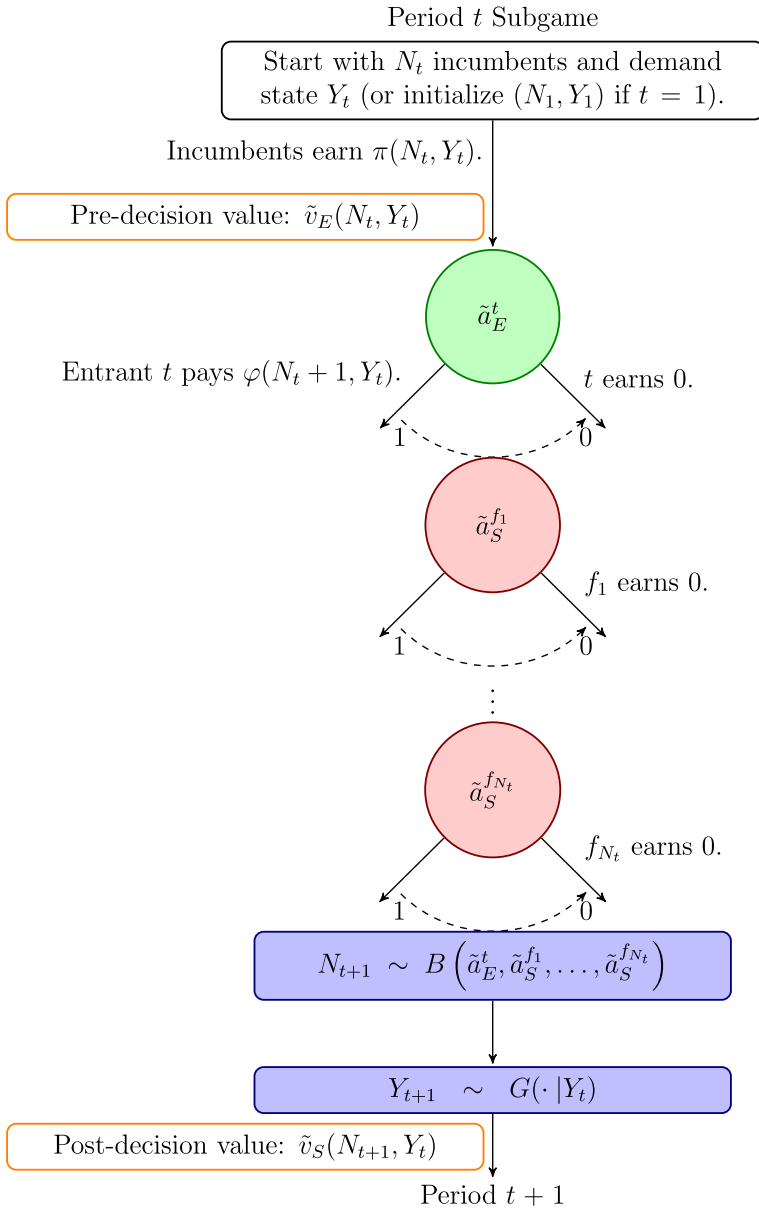 Period t Subgame
Start with N_t incumbents and demand
state Y_t (or initialize (N_1, Y_1) if t = 1).
Incumbents earn π(N_t, Y_t).
Pre-decision value: ṽ_E(N_t, Y_t)
ã_E^t
Entrant t pays φ(N_t + 1, Y_t).
t earns 0.
1
0
ã_S^{f_1}
f_1 earns 0.
1
0
⋮
ã_S^{f_{N_t}}
f_{N_t} earns 0.
1
0
N_{t+1} ∼ B(ã_E^t, ã_S^{f_1}, . . . , ã_S^{f_{N_t}})
Y_{t+1} ∼ G(· |Y_t)
Post-decision value: ṽ_S(N_{t+1}, Y_t)
Period t + 1